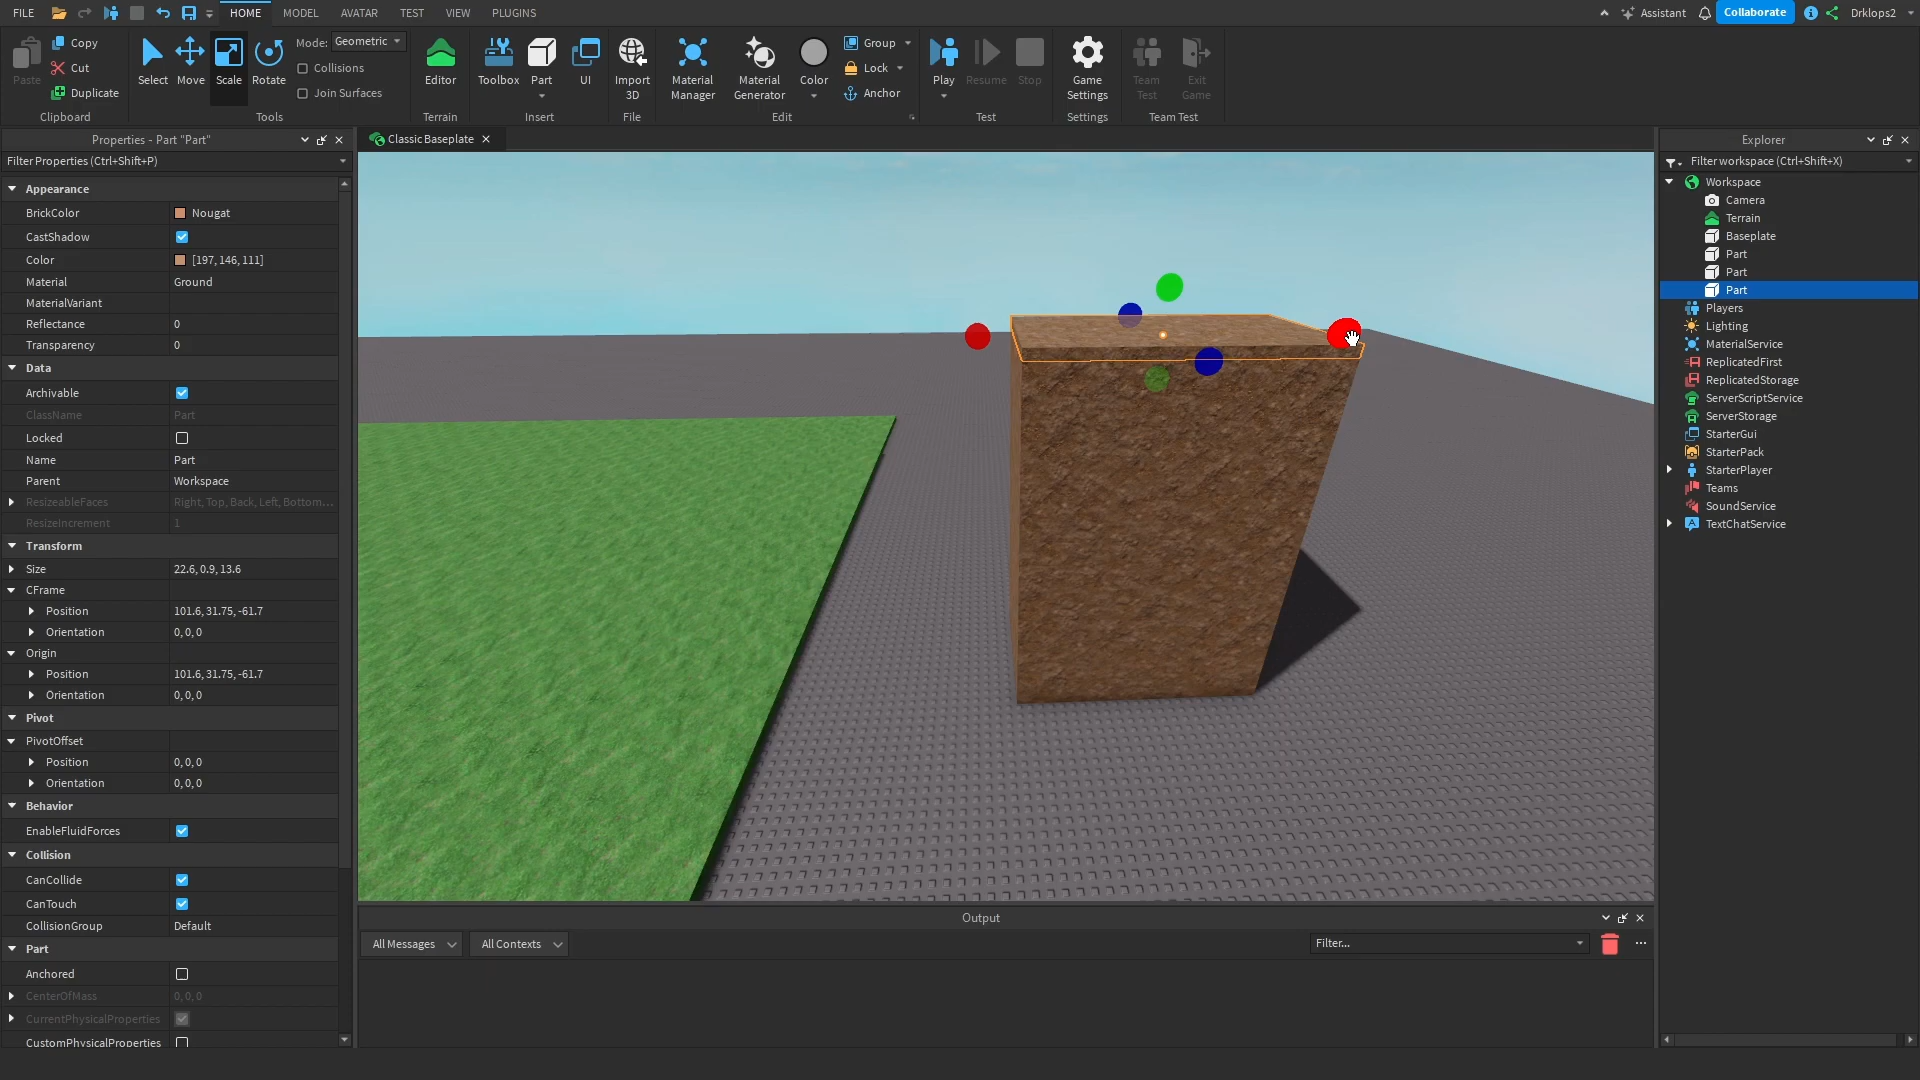 FILE
HOME
MODEL
AVATAR
TEST
VIEW
PLUGINS
Assistant
Collaborate
Drklops2
Paste
Copy
Cut
Duplicate
Clipboard
Select
Move
Scale
Rotate
Mode: Geometric
Collisions
Join Surfaces
Tools
Editor
Terrain
Toolbox
Part
UI
Insert
Import
3D
File
Material
Manager
Material
Generator
Color
Group
Lock
Anchor
Edit
Play
Resume
Stop
Test
Game
Settings
Settings
Team
Test
Exit
Game
Team Test
Properties - Part "Part"
Filter Properties (Ctrl+Shift+P)
Appearance
BrickColor Nougat
CastShadow
Color [197, 146, 111]
Material Ground
MaterialVariant
Reflectance 0
Transparency 0
Data
Archivable
ClassName Part
Locked
Name Part
Parent Workspace
ResizeableFaces Right, Top, Back, Left, Bottom...
ResizeIncrement 1
Transform
Size 22.6, 0.9, 13.6
CFrame
Position 101.6, 31.75, -61.7
Orientation 0, 0, 0
Origin
Position 101.6, 31.75, -61.7
Orientation 0, 0, 0
Pivot
PivotOffset
Position 0, 0, 0
Orientation 0, 0, 0
Behavior
EnableFluidForces
Collision
CanCollide
CanTouch
CollisionGroup Default
Part
Anchored
CenterOfMass 0, 0, 0
CurrentPhysicalProperties
CustomPhysicalProperties
Classic Baseplate
Output
All Messages
All Contexts
Filter...
Explorer
Filter workspace (Ctrl+Shift+X)
Workspace
Camera
Terrain
Baseplate
Part
Part
Part
Players
Lighting
MaterialService
ReplicatedFirst
ReplicatedStorage
ServerScriptService
ServerStorage
StarterGui
StarterPack
StarterPlayer
Teams
SoundService
TextChatService